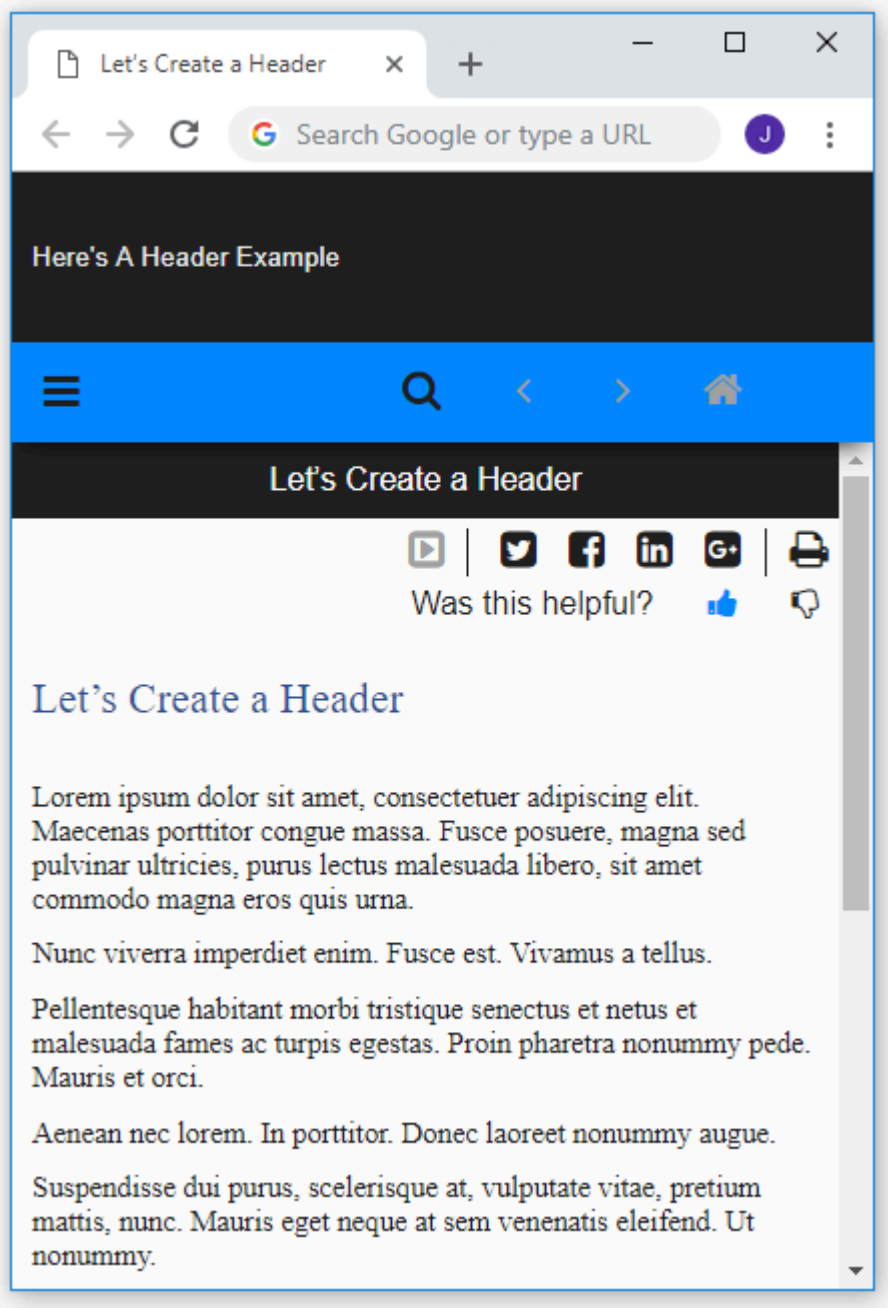 Let's Create a Header
Search Google or type a URL
J
Here's A Header Example
Let's Create a Header
Was this helpful?
Let’s Create a Header
Lorem ipsum dolor sit amet, consectetuer adipiscing elit.
Maecenas porttitor congue massa. Fusce posuere, magna sed
pulvinar ultricies, purus lectus malesuada libero, sit amet
commodo magna eros quis urna.
Nunc viverra imperdiet enim. Fusce est. Vivamus a tellus.
Pellentesque habitant morbi tristique senectus et netus et
malesuada fames ac turpis egestas. Proin pharetra nonummy pede.
Mauris et orci.
Aenean nec lorem. In porttitor. Donec laoreet nonummy augue.
Suspendisse dui purus, scelerisque at, vulputate vitae, pretium
mattis, nunc. Mauris eget neque at sem venenatis eleifend. Ut
nonummy.